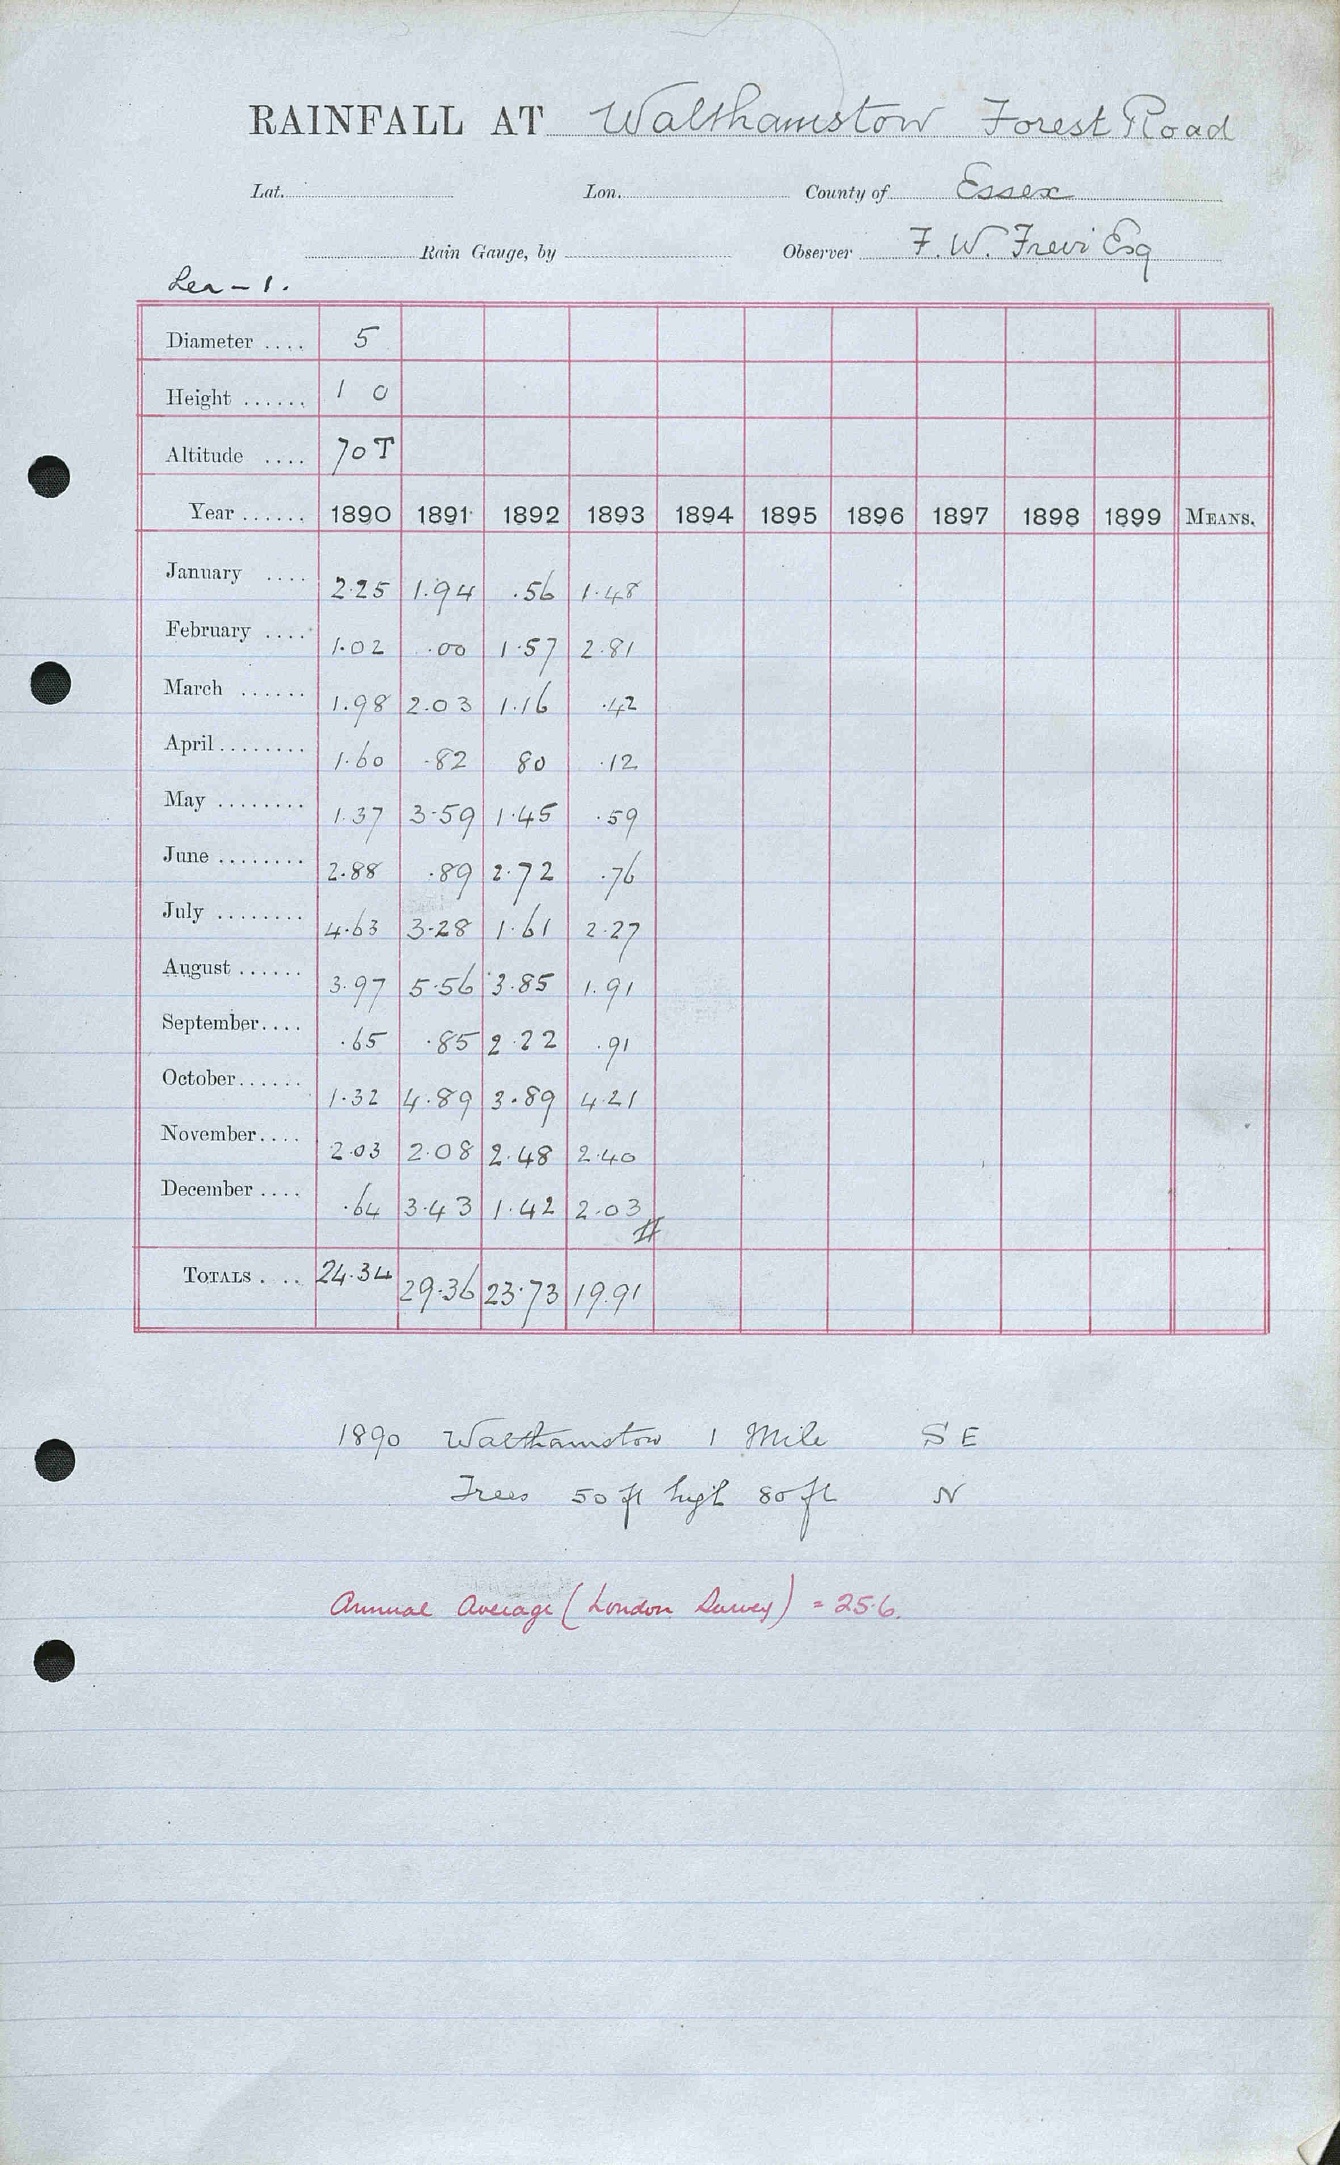 RAINFALL AT Walthamstow Forest Road
Lat. Lon. County of Essex
Rain Gauge, by Observer F. W. Esq
Lea - 1.
Diameter .... 5
Height ...... 1 0
Altitude .... 70T
Year ...... 1890 1891 1892 1893 1894 1895 1896 1897 1898 1899 MEANS.
January .... 2.25 1.94 .56 1.48
February .... 1.02 .00 1.57 2.81
March ...... 1.98 2.03 1.16 .42
April ........ 1.60 .82 80 .12
May ........ 1.37 3.59 1.45 .59
June ........ 2.88 .89 2.72 .76
July ........ 4.63 3.28 1.61 2.27
August ...... 3.97 5.56 3.85 1.91
September.... .65 .85 2.22 .91
October...... 1.32 4.89 3.89 4.21
November.... 2.03 2.08 2.48 2.40
December .... .64 3.43 1.42 2.03
TOTALS . .. 24.34 29.36 23.73 19.91
1890 Walthamstow 1 Mile S E
Trees 50 ft high 80 ft N
Annual Average (London Survey) = 25.6.